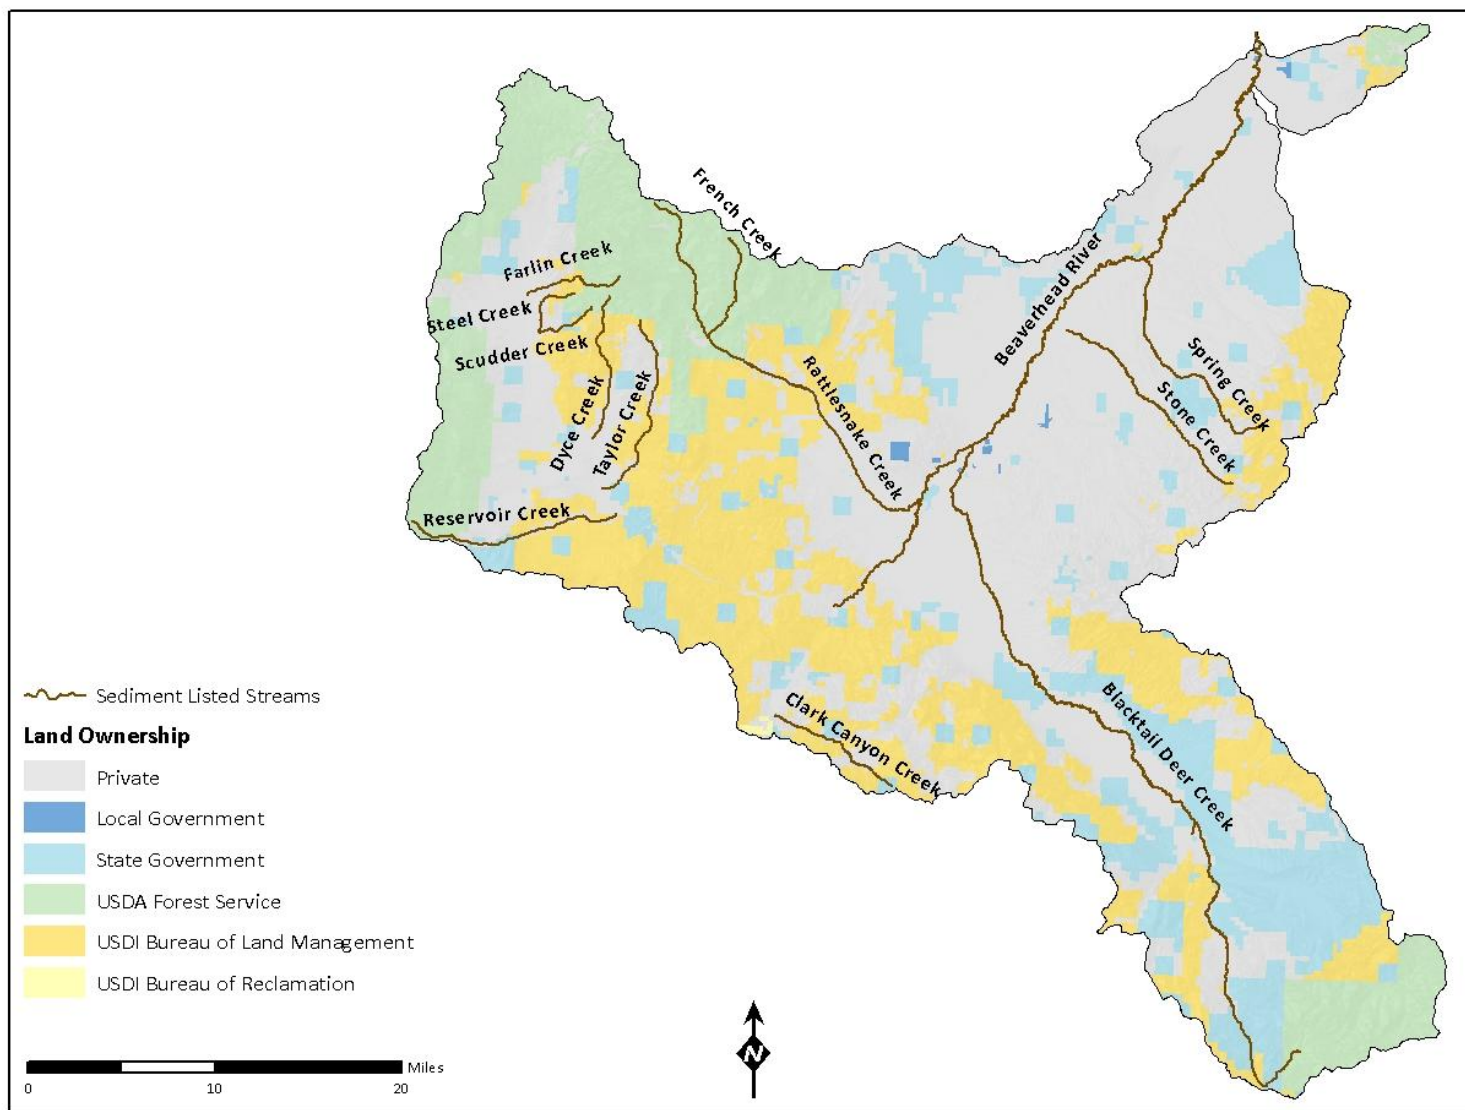 French Creek
Farlin Creek
Steel Creek
Scudder Creek
Dyce Creek
Taylor Creek
Reservoir Creek
Rattlesnake Creek
Beaverhead River
Spring Creek
Stone Creek
Clark Canyon Creek
Blacktail Deer Creek
Sediment Listed Streams
Land Ownership
Private
Local Government
State Government
USDA Forest Service
USDI Bureau of Land Management
USDI Bureau of Reclamation
Miles
0 10 20
N